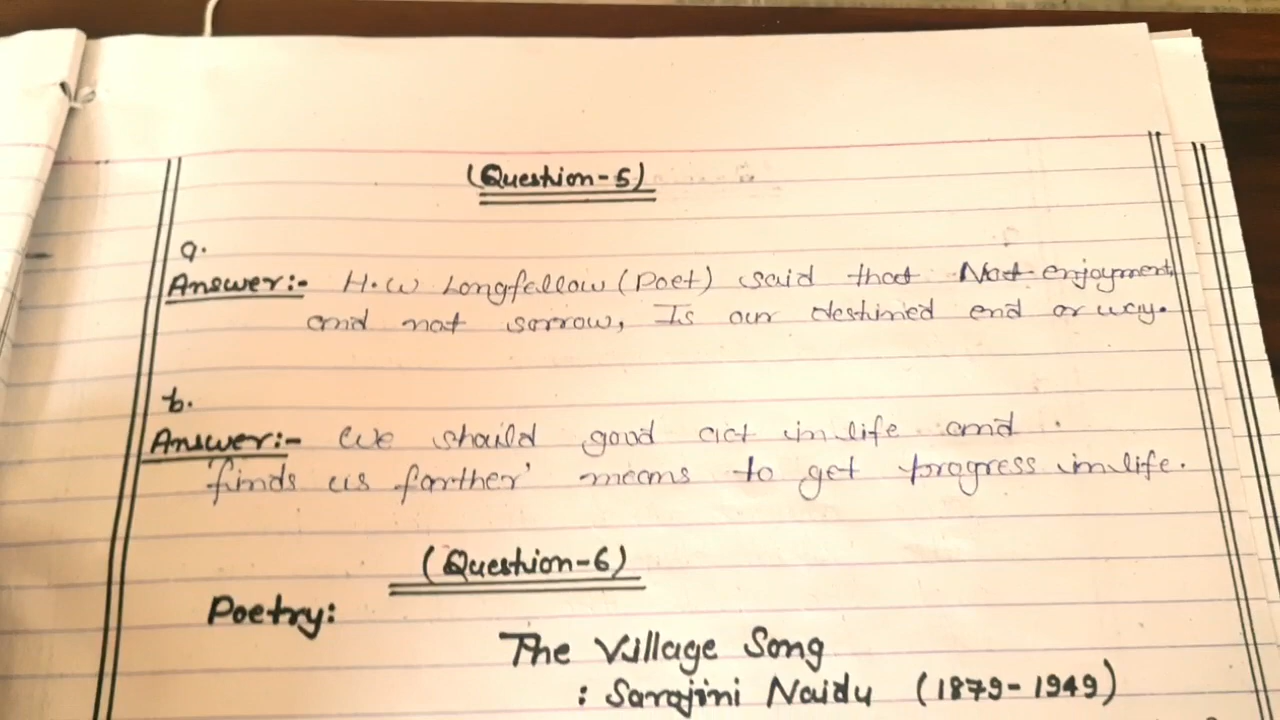 (Question-5)
a.
Answer:- H.W Longfellow (Poet) said that Not enjoyment,
and not sorrow, Is our destinied end or way.
b.
Answer:- We should good act in life and
'finds us farther' means to get progress in life.
(Question-6)
Poetry:
The Village Song
: Sarojini Naidu (1879-1949)